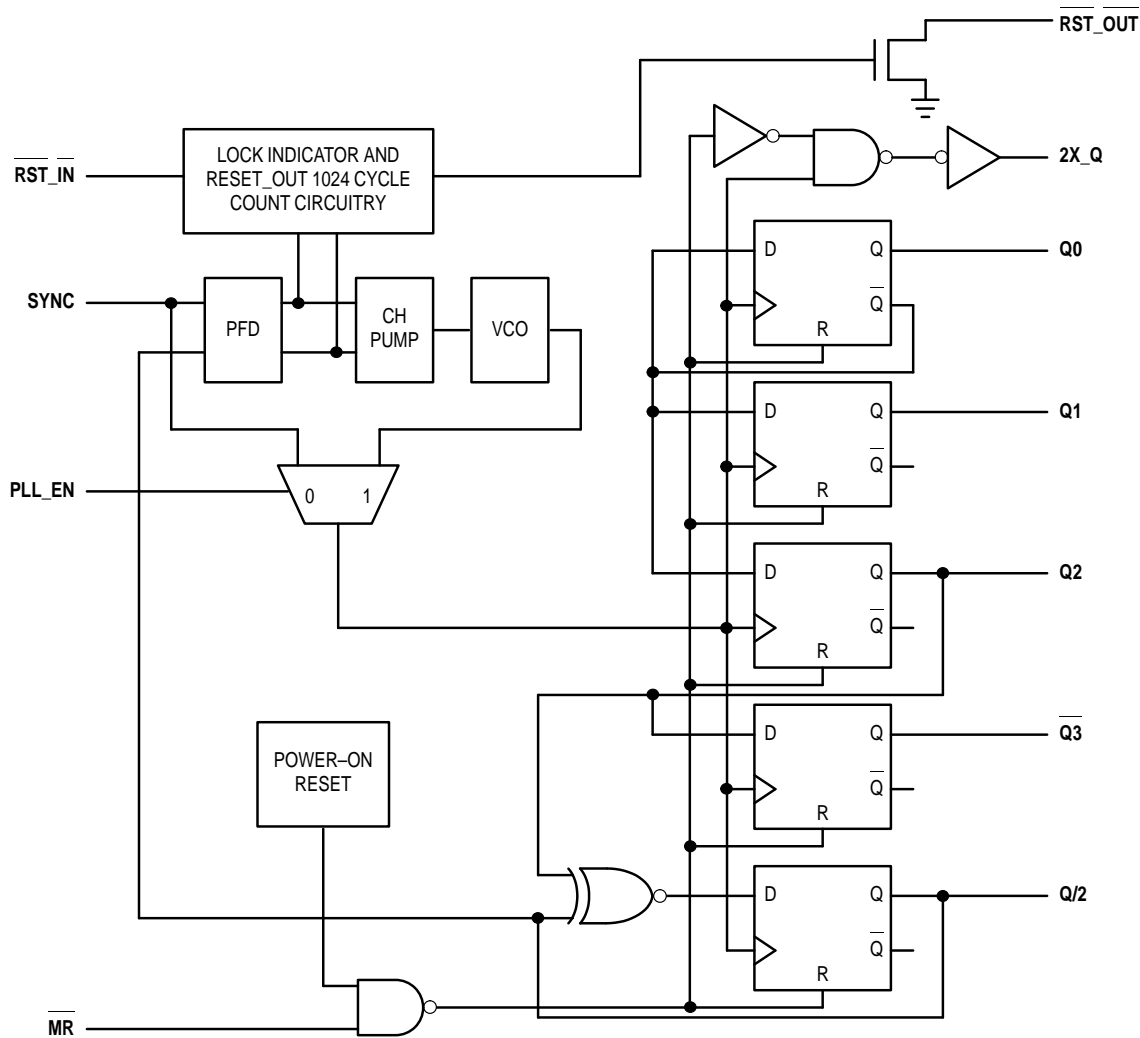 RST_OUT
LOCK INDICATOR AND
RESET_OUT 1024 CYCLE
COUNT CIRCUITRY
RST_IN
2X_Q
D Q
Q0
Q
R
SYNC
PFD
CH
PUMP
VCO
D Q
Q1
Q
R
PLL_EN
0 1
D Q
Q2
Q
R
POWER–ON
RESET
D Q
Q3
Q
R
D Q
Q/2
Q
R
MR